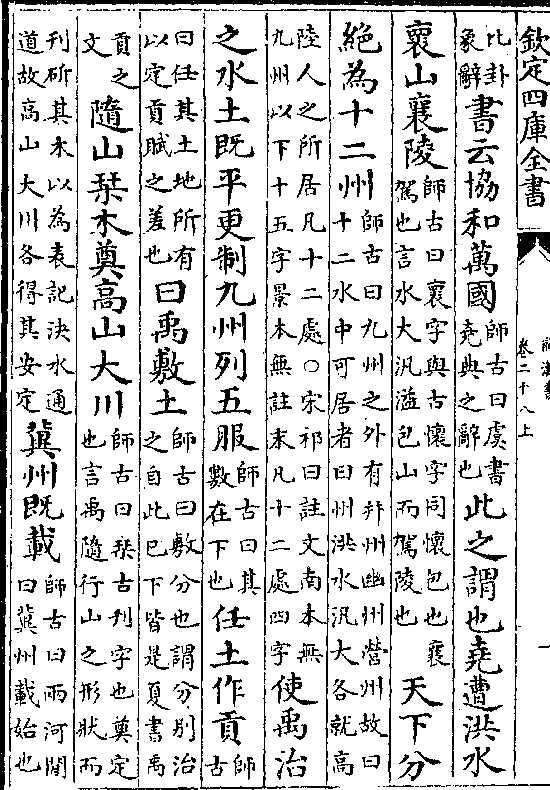 欽定四庫全書
前漢書
卷二十八上
一
比卦象辭書云協和萬國師古曰虞書堯典之辭也此之謂也堯遭洪水
褱山襄陵師古曰褱字與古懷字同懷包也襄駕也言水大汎溢包山而駕陵也天下分
絶為十二州師古曰九州之外有并州幽州營州故曰十二水中可居者曰州洪水汎大各就高
陸人之所居凡十二處○宋祁曰註文南本無九州以下十五字景本無註末凡十二處四字使禹治
之水土既平更制九州列五服師古曰其數在下也任土作貢師古
曰任其土地所有以定貢賦之差也曰禹敷土師古曰敷分也謂分別治之自此已下皆是夏書禹
貢之文隨山栞木奠高山大川師古曰栞古刊字也奠定也言禹隨行山之形狀而
刊斫其木以為表記決水通道故高山大川各得其安定冀州既載師古曰兩河間曰冀州載始也